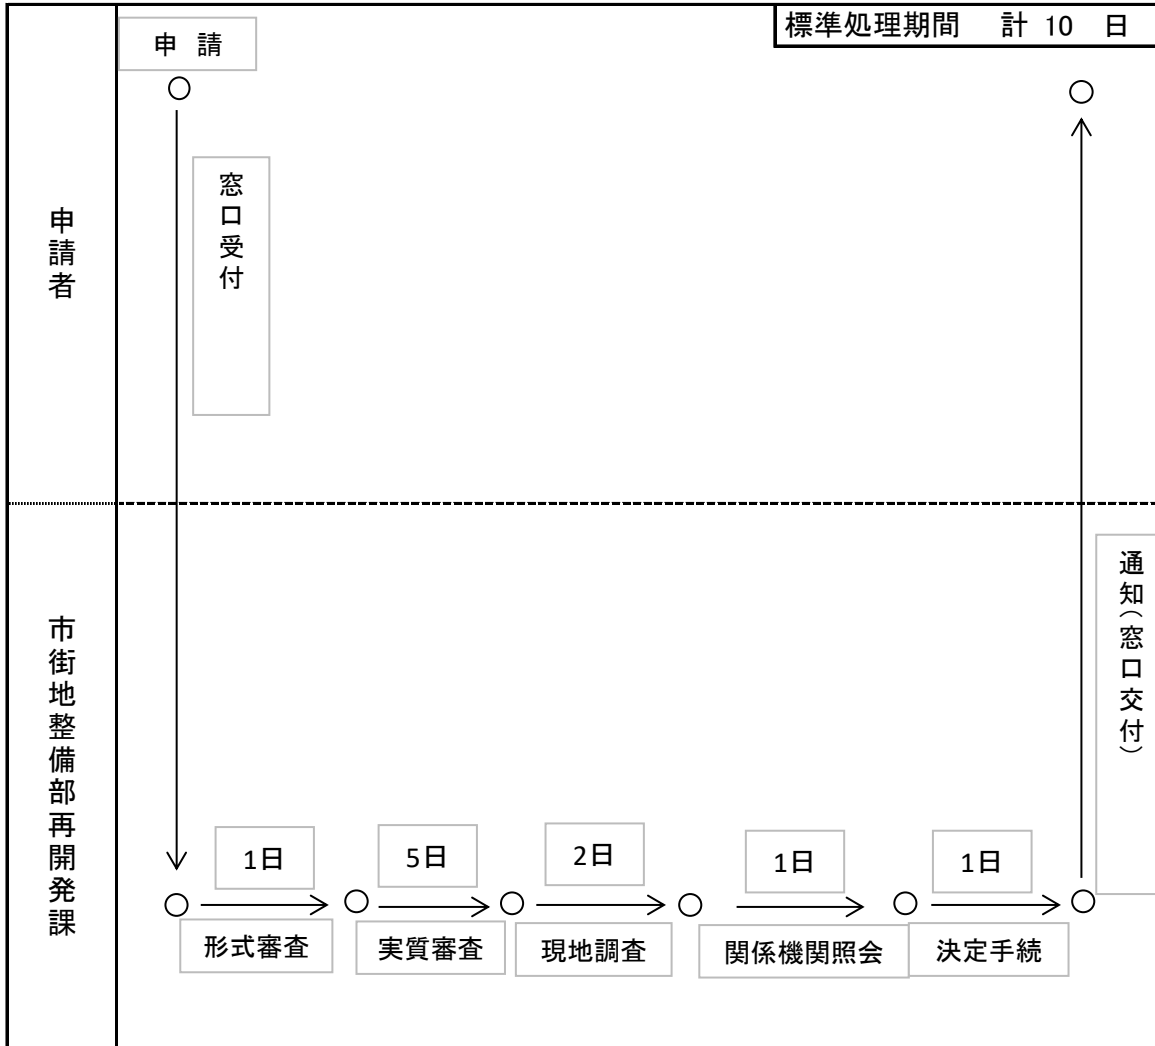 標準処理期間　計 10　日
申 請
申請者
窓口受付
市街地整備部再開発課
通知（窓口交付）
1日
5日
2日
1日
1日
形式審査
実質審査
現地調査
関係機関照会
決定手続